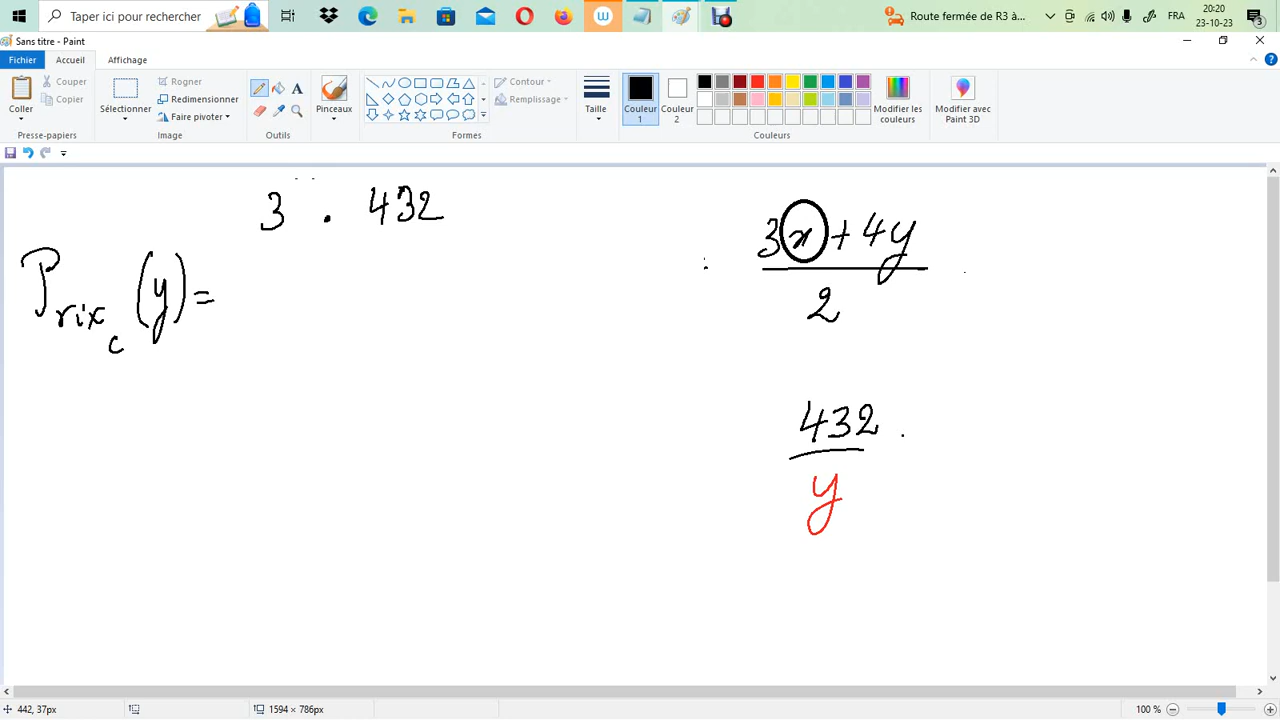 Taper ici pour rechercher
Route fermée de R3 à...
FRA
20:20
23-10-23
3
Sans titre - Paint
Fichier
Accueil
Affichage
Coller
Couper
Copier
Presse-papiers
Sélectionner
Rogner
Redimensionner
Faire pivoter
Image
Outils
Pinceaux
Contour
Remplissage
Formes
Taille
Couleur 1
Couleur 2
Couleurs
Modifier les couleurs
Modifier avec Paint 3D
3 . 432
3x+4y
2
Prix c (y)=
432
y
442, 37px
1594 × 786px
100 %